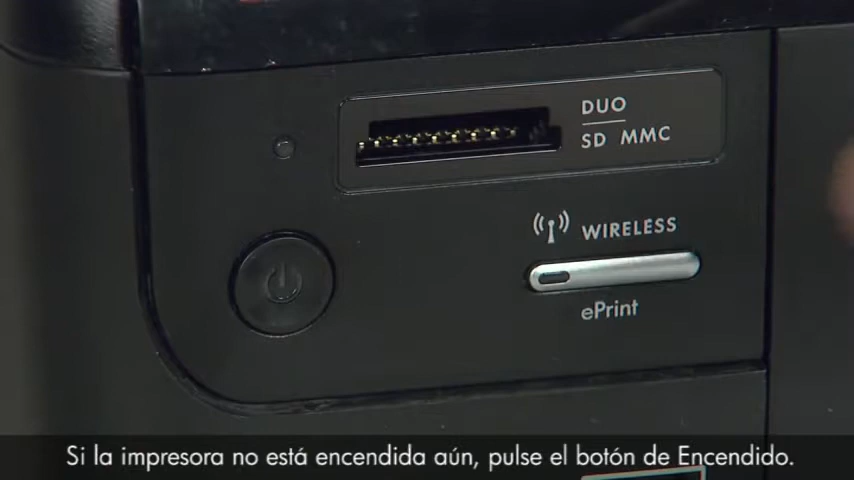 DUO
SD MMC
WIRELESS
ePrint
Si la impresora no está encendida aún, pulse el botón de Encendido.